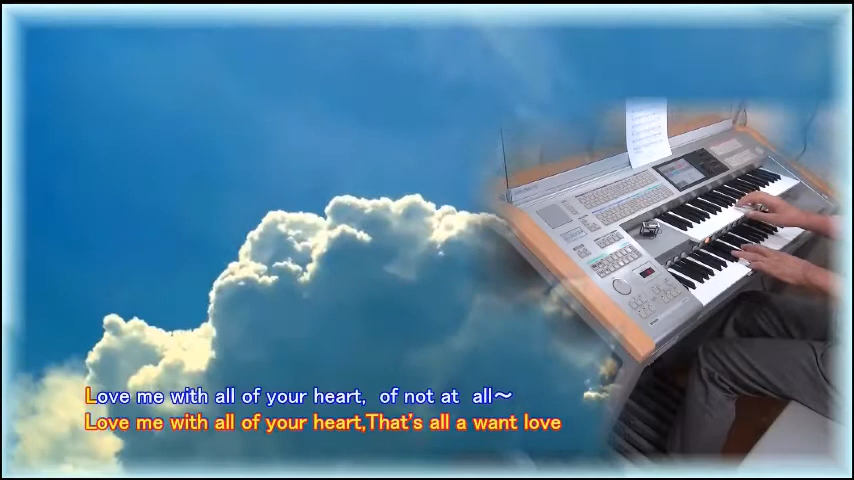 Love me with all of your heart,  of not at  all～
Love me with all of your heart,That's all a want love